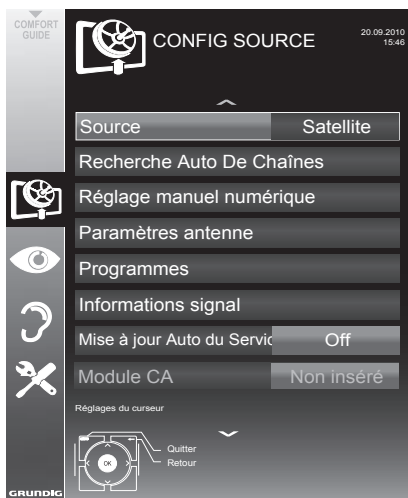 COMFORT
GUIDE
CONFIG SOURCE
20.09.2010
15:46
Source Satellite
Recherche Auto De Chaînes
Réglage manuel numérique
Paramètres antenne
Programmes
Informations signal
Mise à jour Auto du Servic Off
Module CA Non inséré
Réglages du curseur
OK
Quitter
Retour
GRUNDIG